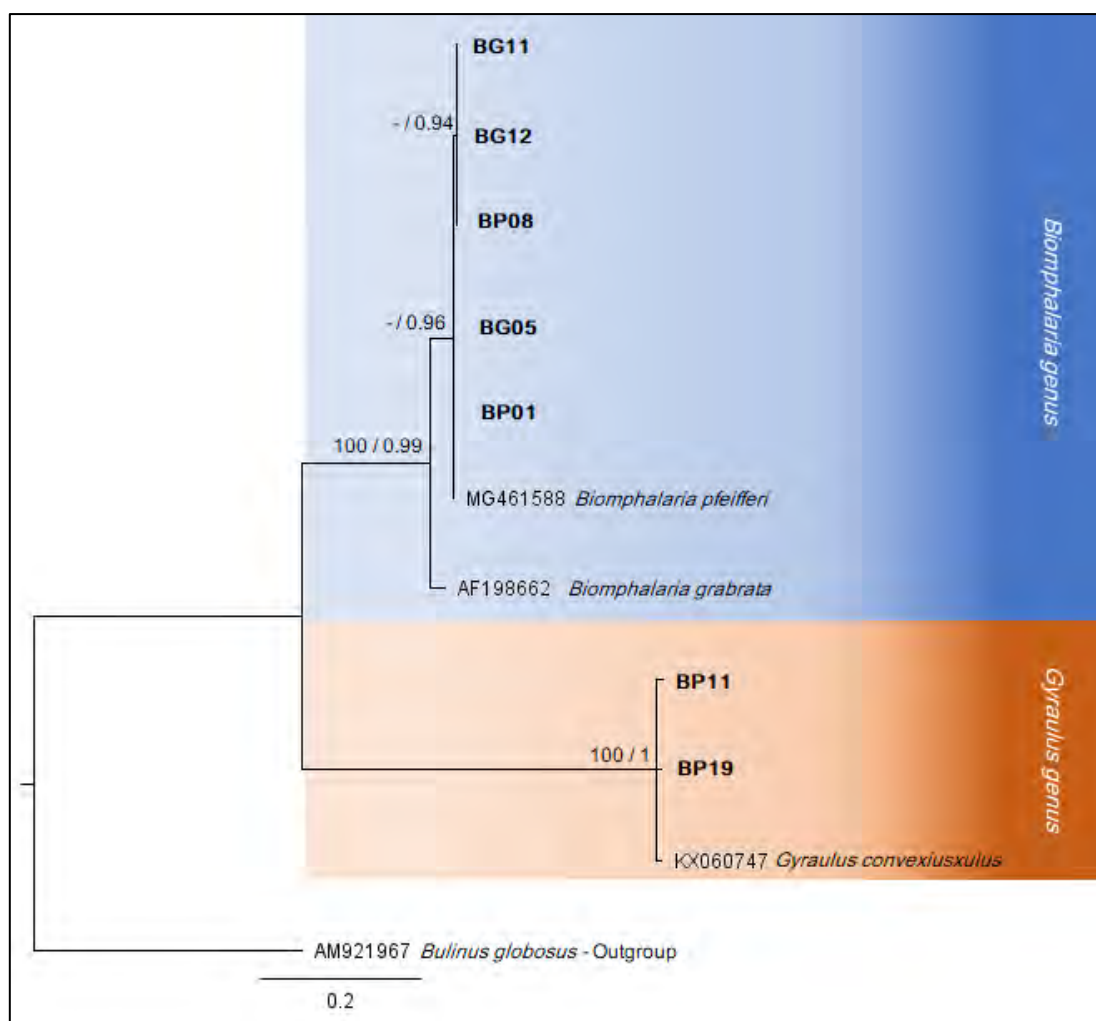 BG11
- / 0.94
BG12
BP08
- / 0.96
BG05
BP01
100 / 0.99
MG461588 Biomphalaria pfeifferi
AF198662 Biomphalaria grabrata
Biomphalaria genus
BP11
100 / 1
BP19
KX060747 Gyraulus convexiusxulus
Gyraulus genus
AM921967 Bulinus globosus - Outgroup
0.2